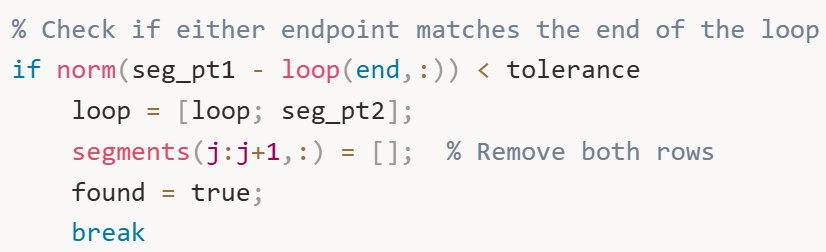 % Check if either endpoint matches the end of the loop
if norm(seg_pt1 - loop(end,:)) < tolerance
    loop = [loop; seg_pt2];
    segments(j:j+1,:) = [];  % Remove both rows
    found = true;
    break